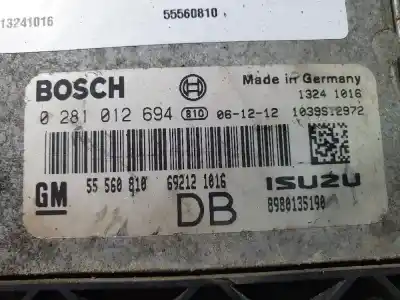 13241016
55560810
BOSCH
Made in Germany
1324 1016
0 281 012 694 810 06-12-12 1039S12972
GM
55 560 810 69212 1016
ISUZU
DB
8980135190